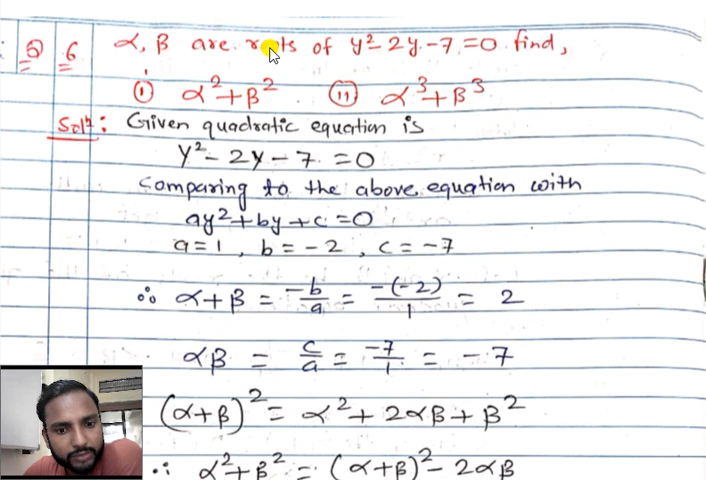 Q 6 α, β are roots of y² - 2y - 7 = 0 find,
(i) α² + β² (ii) α³ + β³
Solⁿ: Given quadratic equation is
y² - 2y - 7 = 0
Comparing to the above equation with
ay² + by + c = 0
a = 1, b = -2, c = -7
∴ α + β = -b/a = -(-2)/1 = 2
αβ = c/a = -7/1 = -7
(α + β)² = α² + 2αβ + β²
∴ α² + β² = (α + β)² - 2αβ